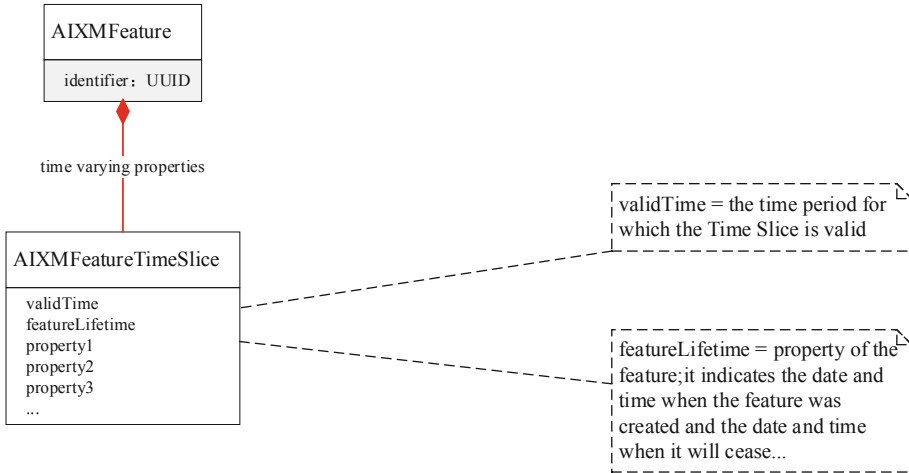 AIXMFeature
identifier：UUID
time varying properties
AIXMFeatureTimeSlice
validTime
featureLifetime
property1
property2
property3
...
validTime = the time period for
which the Time Slice is valid
featureLifetime = property of the
feature;it indicates the date and
time when the feature was
created and the date and time
when it will cease...